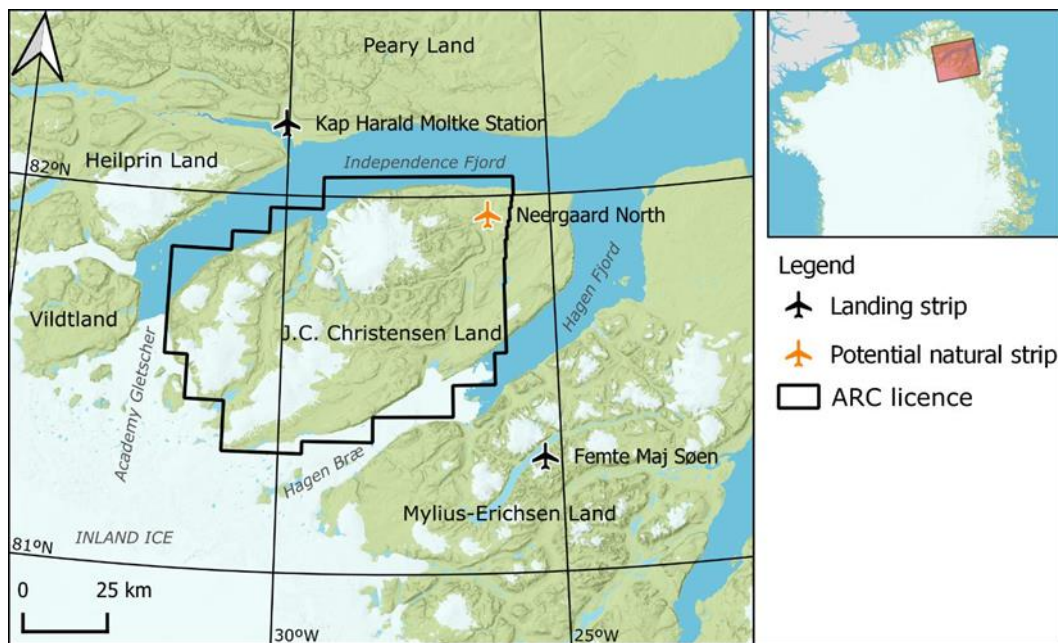 Peary Land
Kap Harald Moltke Station
Heilprin Land
Independence Fjord
82ºN
Neergaard North
Hagen Fjord
Vildtland
J.C. Christensen Land
Academy Gletscher
Hagen Bræ
Femte Maj Søen
Mylius-Erichsen Land
INLAND ICE
81ºN
0 25 km
30ºW
25ºW
Legend
Landing strip
Potential natural strip
ARC licence